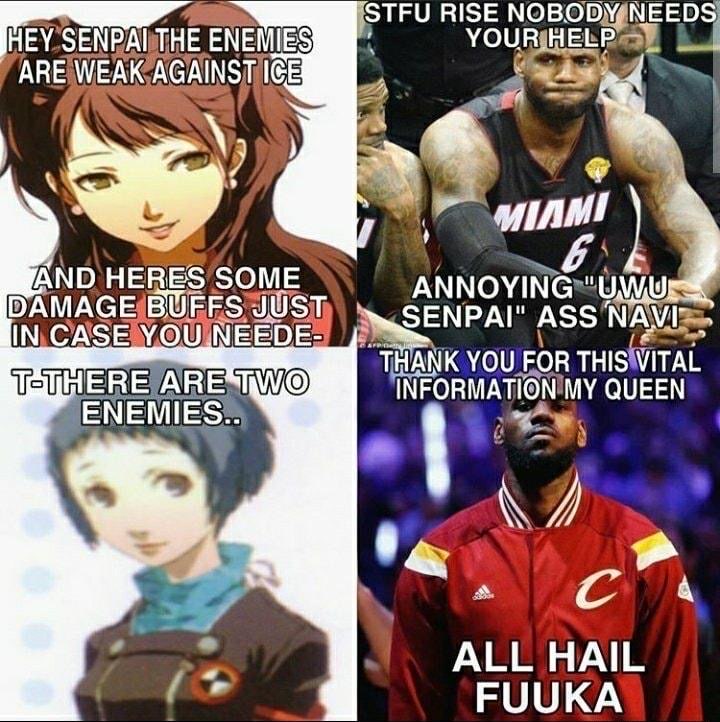 HEY SENPAI THE ENEMIES
ARE WEAK AGAINST ICE
AND HERES SOME
DAMAGE BUFFS JUST
IN CASE YOU NEEDE-
STFU RISE NOBODY NEEDS
YOUR HELP
MIAMI
6
ANNOYING "UWU
SENPAI" ASS NAVI
T-THERE ARE TWO
ENEMIES..
THANK YOU FOR THIS VITAL
INFORMATION MY QUEEN
adidas
C
ALL HAIL
FUUKA